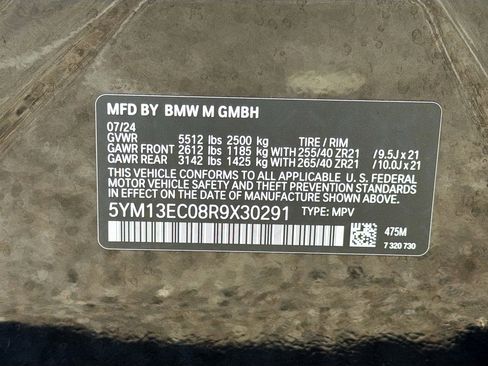 MFD BY BMW M GMBH
07/24
GVWR 5512 lbs 2500 kg TIRE / RIM
GAWR FRONT 2612 lbs 1185 kg WITH 255/40 ZR21 / 9.5J x 21
GAWR REAR 3142 lbs 1425 kg WITH 265/40 ZR21 / 10.0J x 21
THIS VEHICLE CONFORMS TO ALL APPLICABLE U. S. FEDERAL
MOTOR VEHICLE SAFETY AND THEFT PREVENTION STANDARDS
IN EFFECT ON THE DATE OF MANUFACTURE SHOWN ABOVE.
5YM13EC08R9X30291 TYPE: MPV
475M
7 320 730